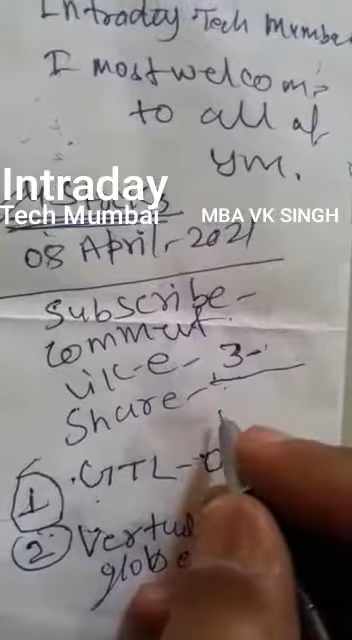 Intraday Tech Mumbai
I most welcome
to all of
you.
Intraday
Tech Mumbai MBA VK SINGH
08 April-2021
Subscribe-
comment
Like- 3-
Share-
1 GTL-
2 Vertu
globe